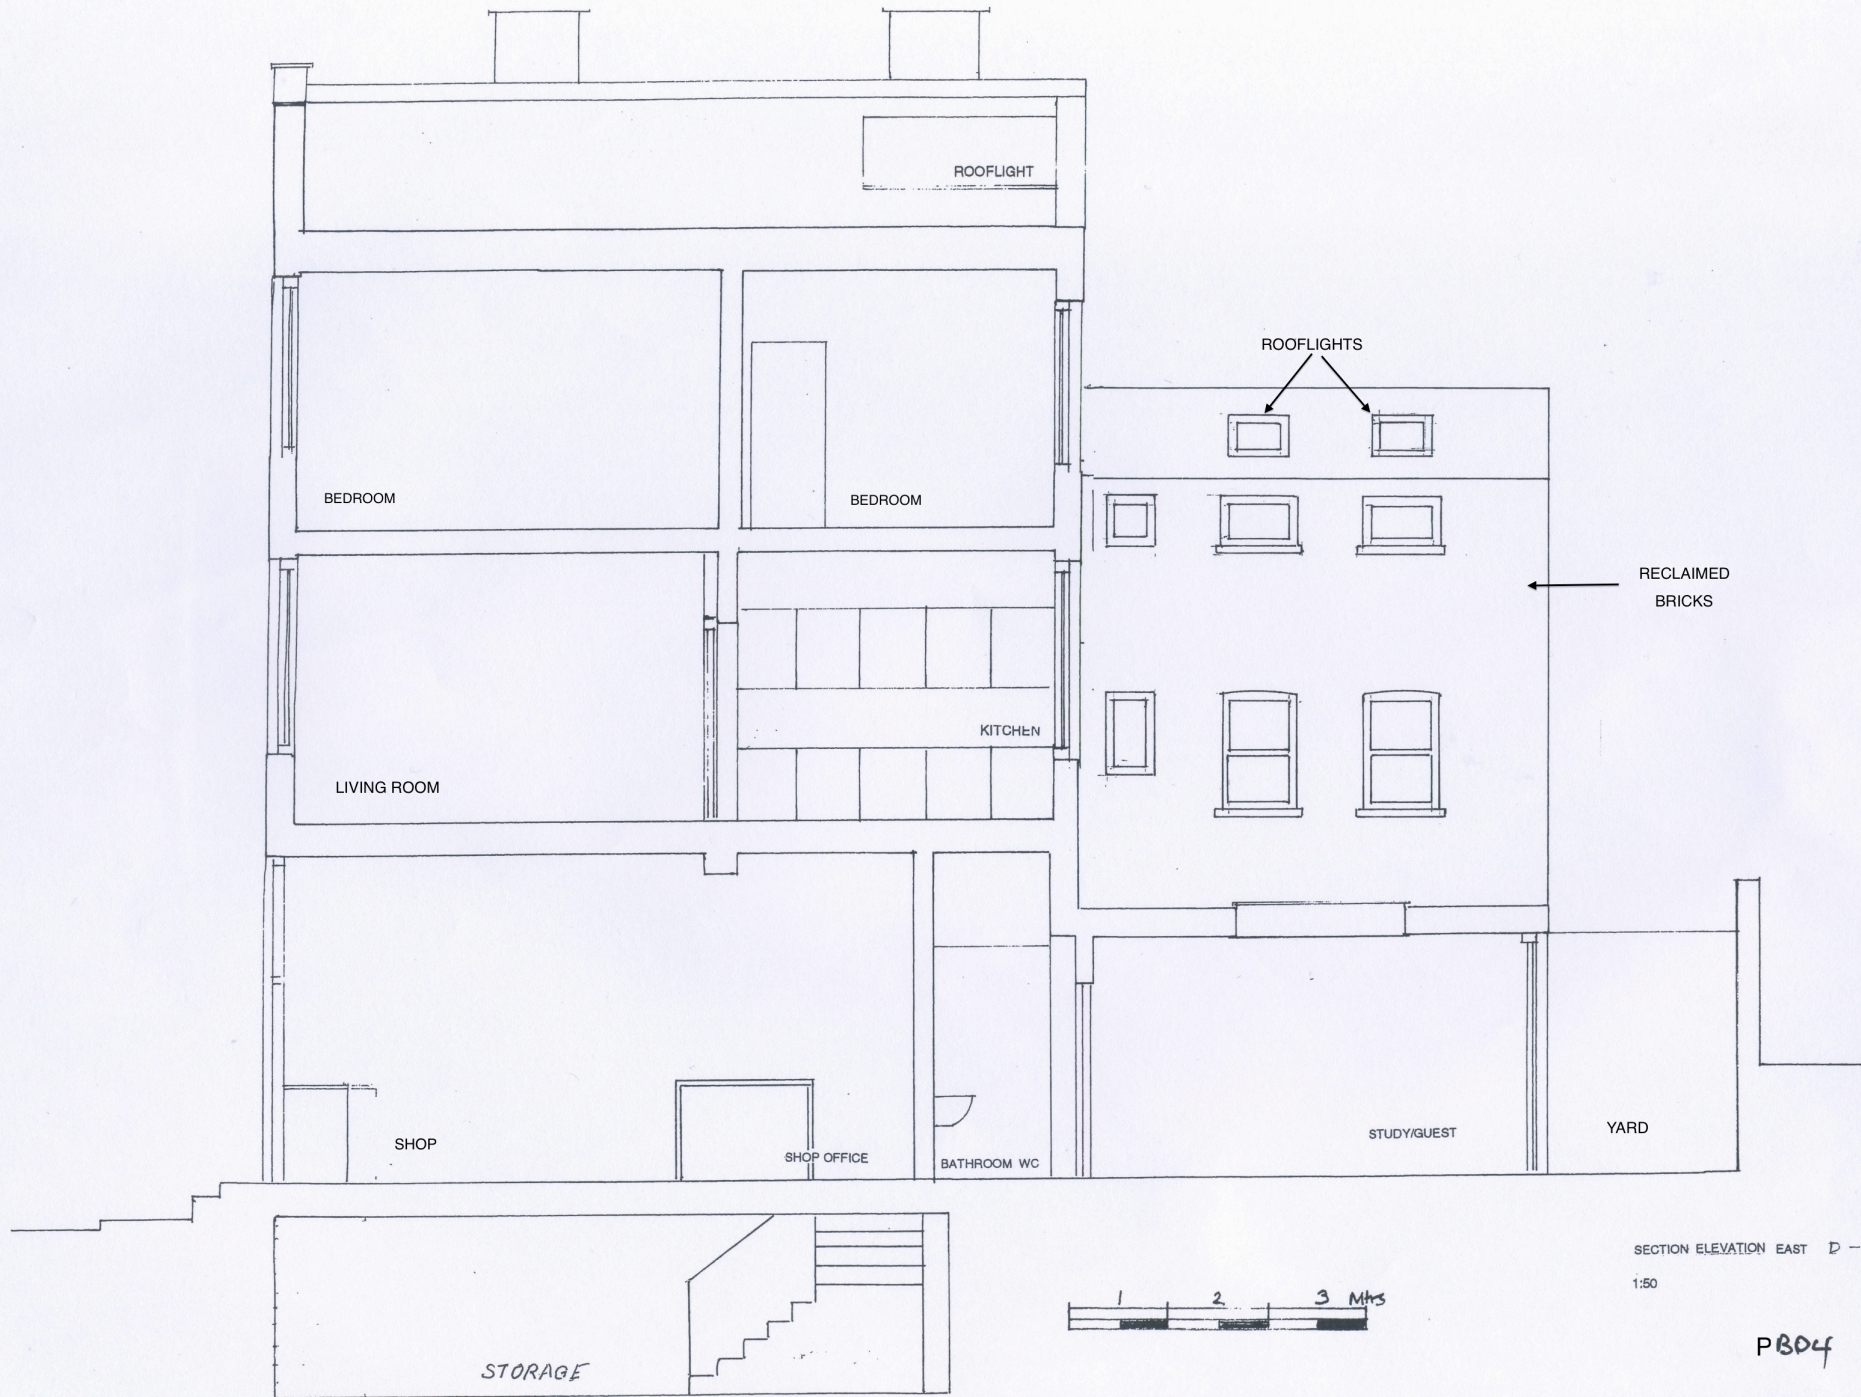 ROOFLIGHT
ROOFLIGHTS
BEDROOM
BEDROOM
RECLAIMED
BRICKS
KITCHEN
LIVING ROOM
SHOP
SHOP OFFICE
BATHROOM WC
STUDY/GUEST
YARD
SECTION ELEVATION EAST D -
1:50
1 2 3 Mtrs
STORAGE
PBD4